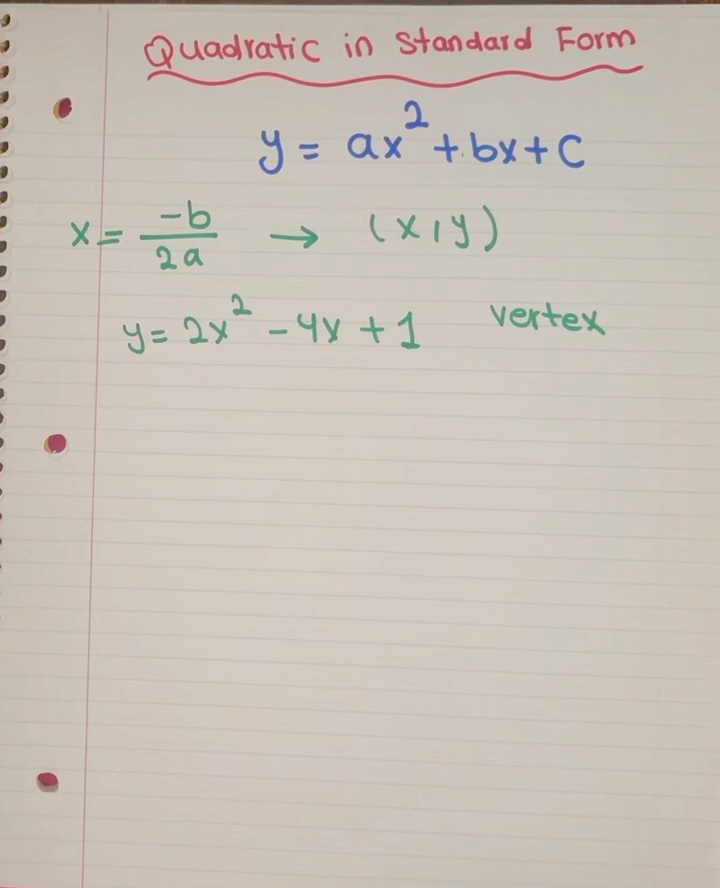 Quadratic in Standard Form
y = ax² + bx + c
x = -b/2a → (x, y)
y = 2x² - 4x + 1 vertex